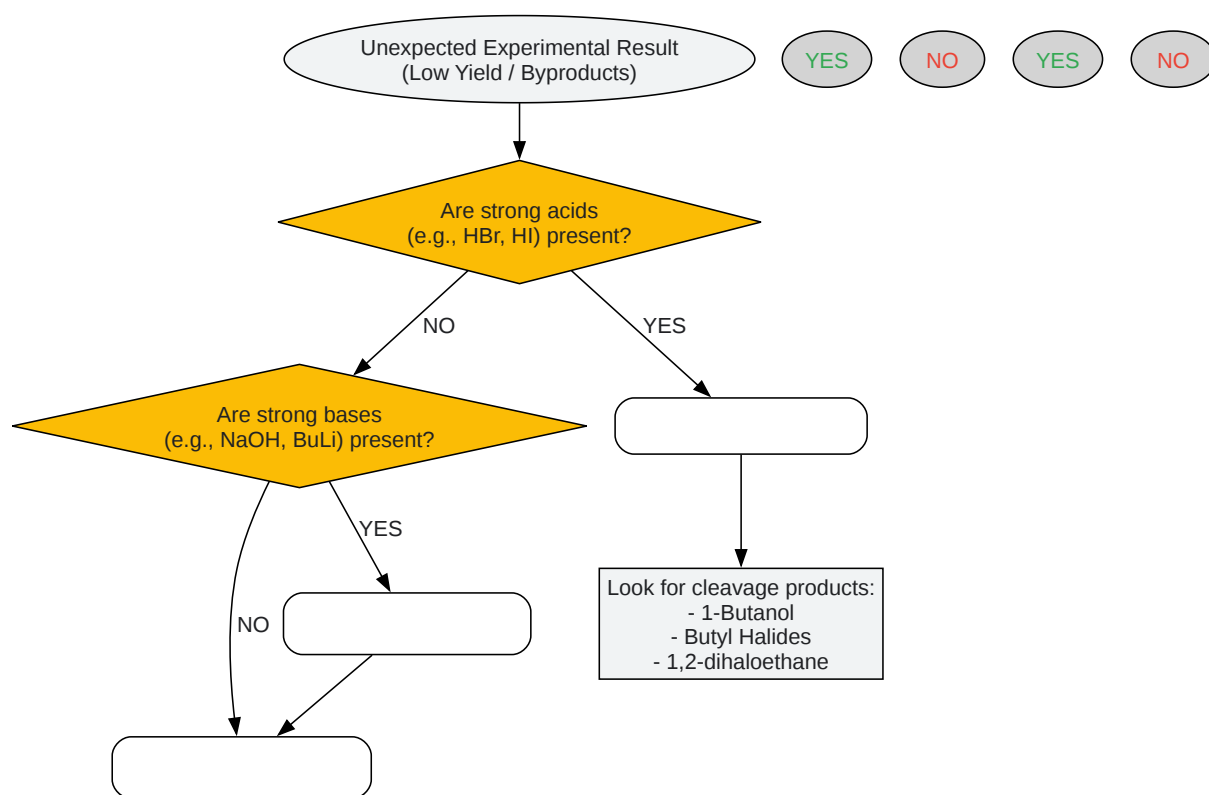 Unexpected Experimental Result
(Low Yield / Byproducts)
YES
NO
YES
NO
Are strong acids
(e.g., HBr, HI) present?
NO
YES
Are strong bases
(e.g., NaOH, BuLi) present?
YES
NO
Look for cleavage products:
- 1-Butanol
- Butyl Halides
- 1,2-dihaloethane